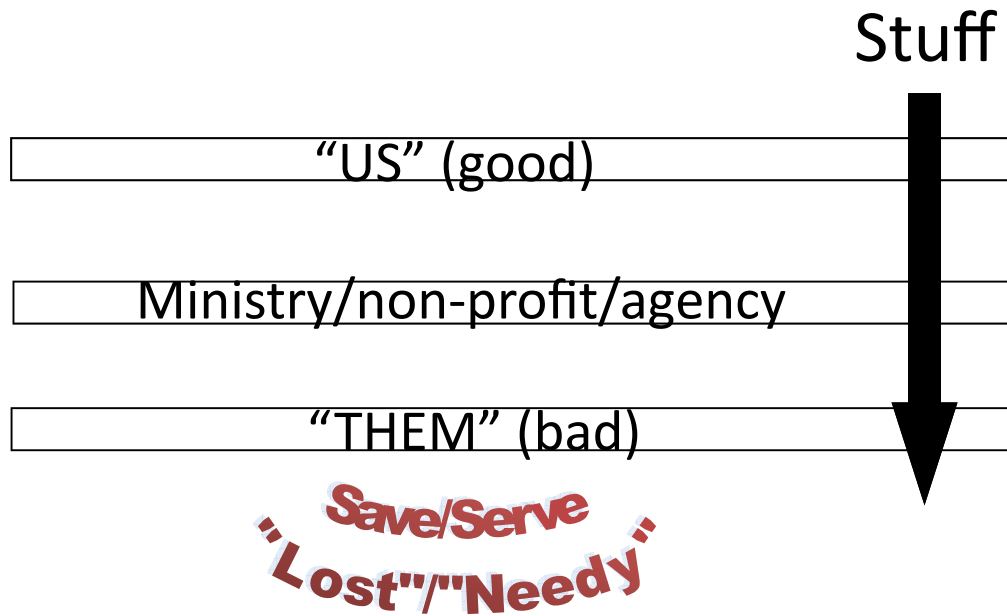 Stuff
“US” (good)
Ministry/non-profit/agency
“THEM” (bad)
Save/Serve
"Lost"/"Needy"